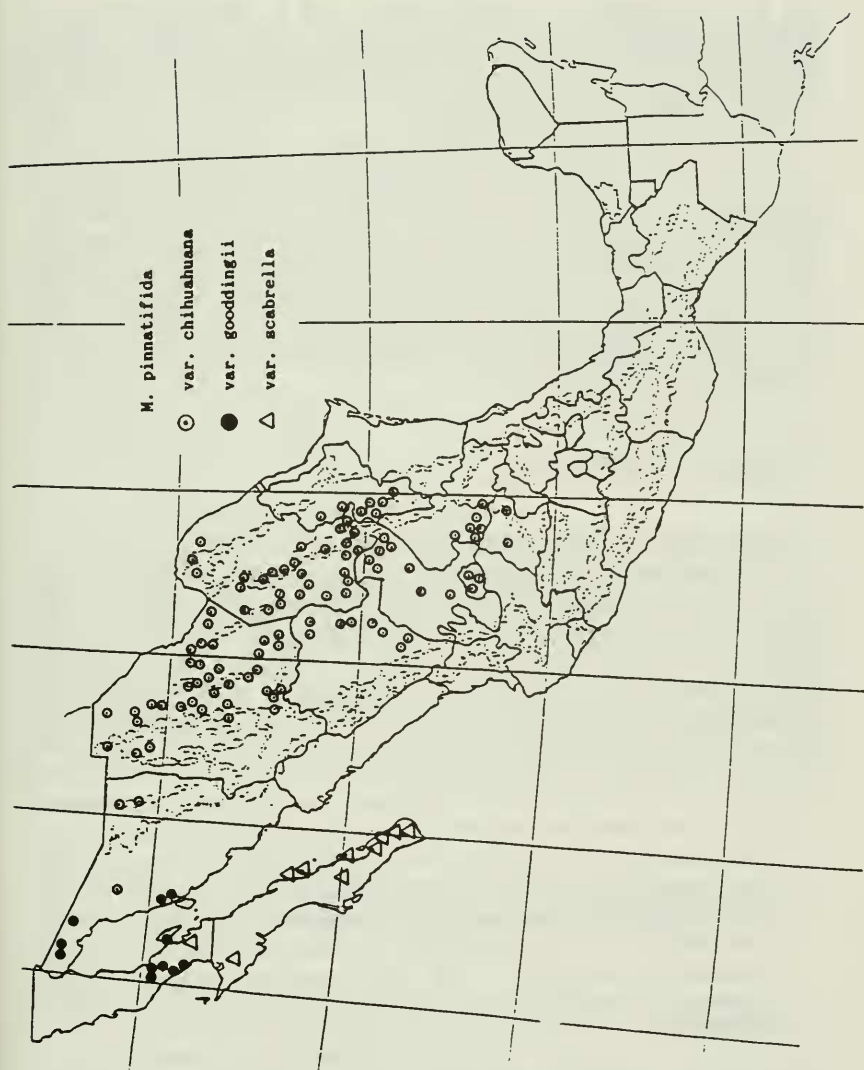 M. pinnatifida
var. chihuahuana
var. gooddingii
var. scabrella